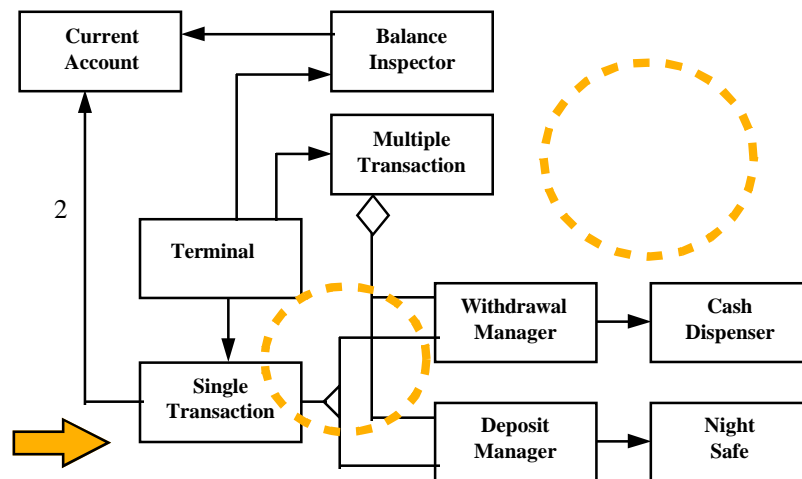 Current
Account
Balance
Inspector
Multiple
Transaction
2
Terminal
Withdrawal
Manager
Cash
Dispenser
Single
Transaction
Deposit
Manager
Night
Safe